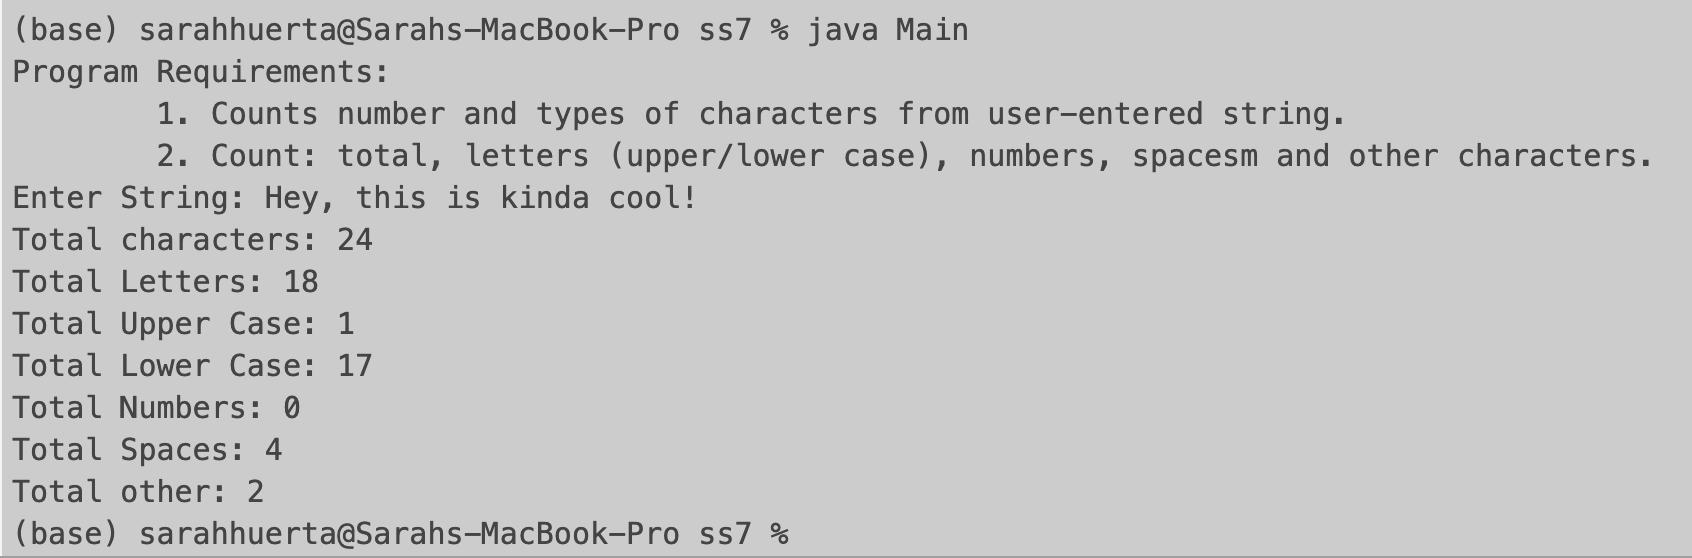 (base) sarahhuerta@Sarahs-MacBook-Pro ss7 % java Main
Program Requirements:
        1. Counts number and types of characters from user-entered string.
        2. Count: total, letters (upper/lower case), numbers, spacesm and other characters.
Enter String: Hey, this is kinda cool!
Total characters: 24
Total Letters: 18
Total Upper Case: 1
Total Lower Case: 17
Total Numbers: 0
Total Spaces: 4
Total other: 2
(base) sarahhuerta@Sarahs-MacBook-Pro ss7 %